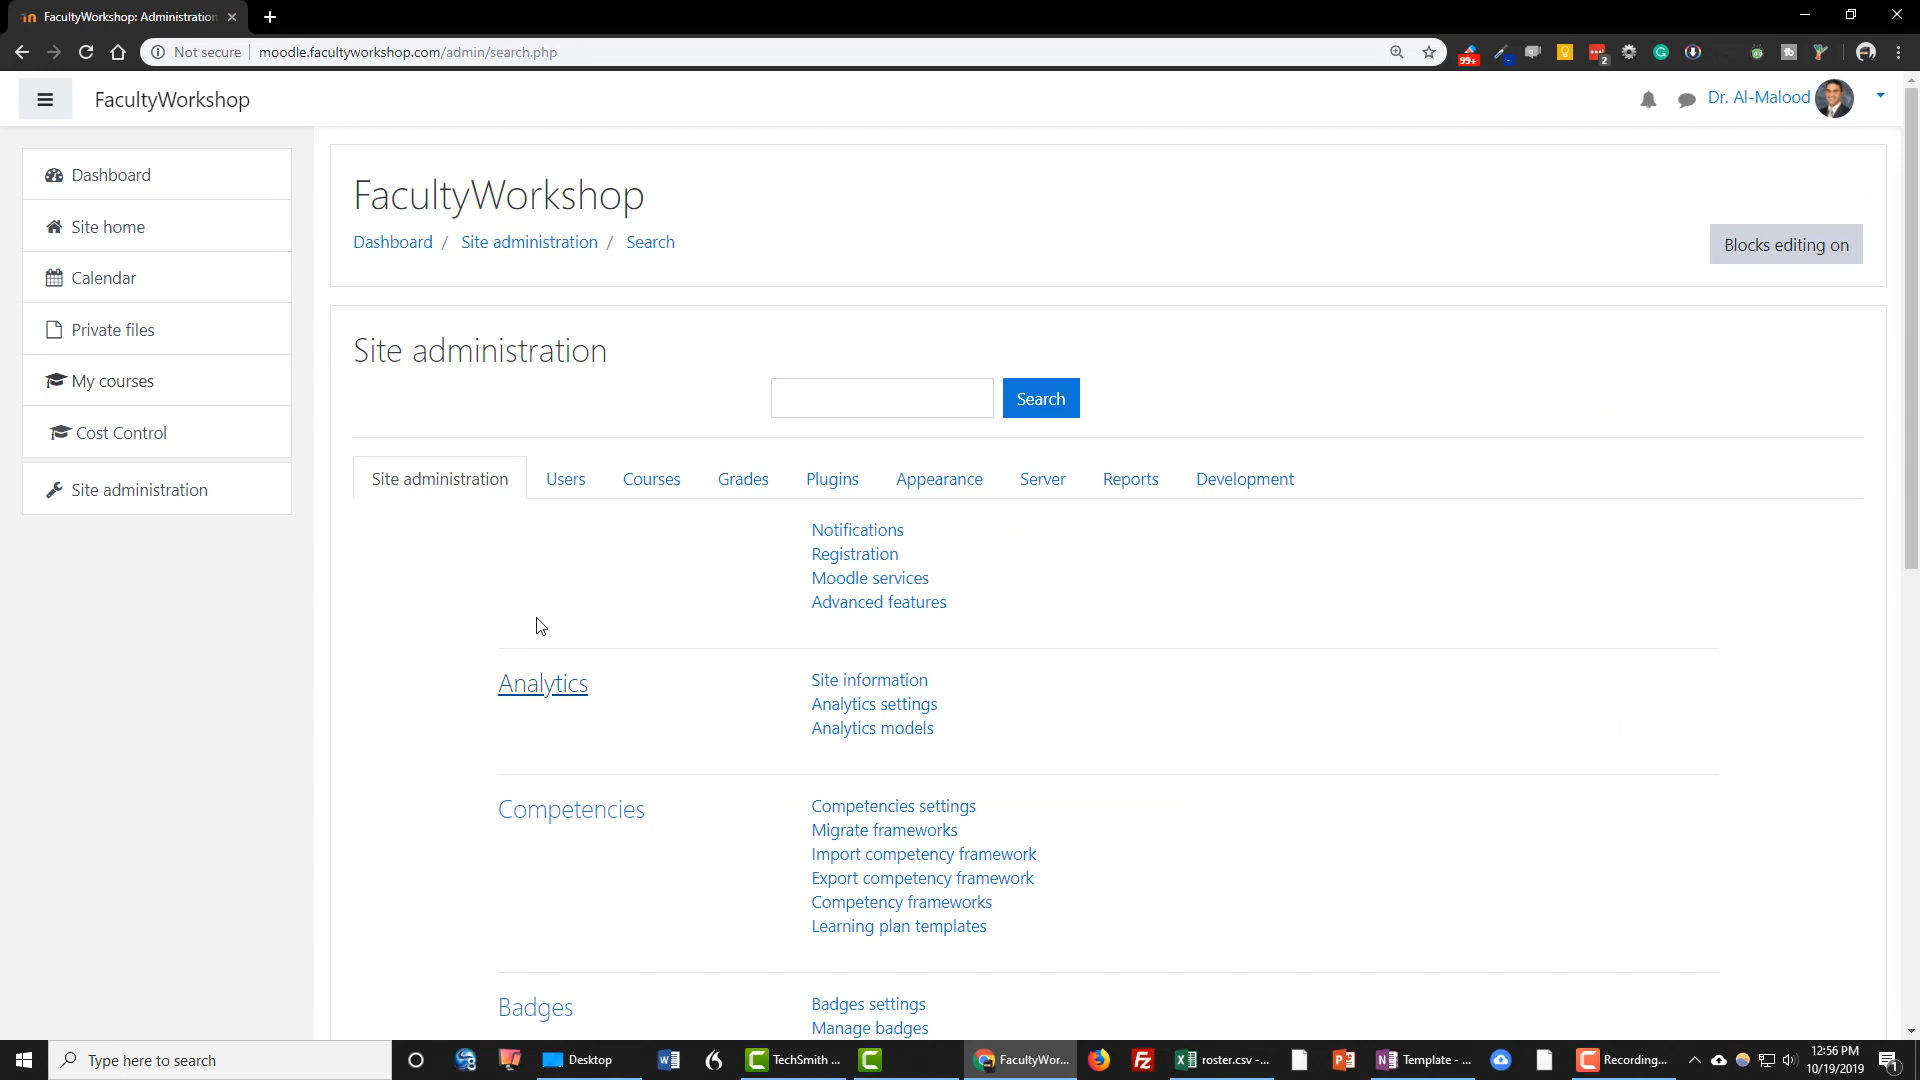 FacultyWorkshop: Administration
Not secure
moodle.facultyworkshop.com/admin/search.php
99+
2
FacultyWorkshop
Dr. Al-Malood
Dashboard
Site home
Calendar
Private files
My courses
Cost Control
Site administration
FacultyWorkshop
Dashboard / Site administration / Search
Blocks editing on
Site administration
Search
Site administration Users Courses Grades Plugins Appearance Server Reports Development
Notifications
Registration
Moodle services
Advanced features
Analytics
Site information
Analytics settings
Analytics models
Competencies
Competencies settings
Migrate frameworks
Import competency framework
Export competency framework
Competency frameworks
Learning plan templates
Badges
Badges settings
Manage badges
Type here to search
Desktop
TechSmith ...
FacultyWor...
roster.csv -...
Template - ...
Recording...
12:56 PM
10/19/2019
1